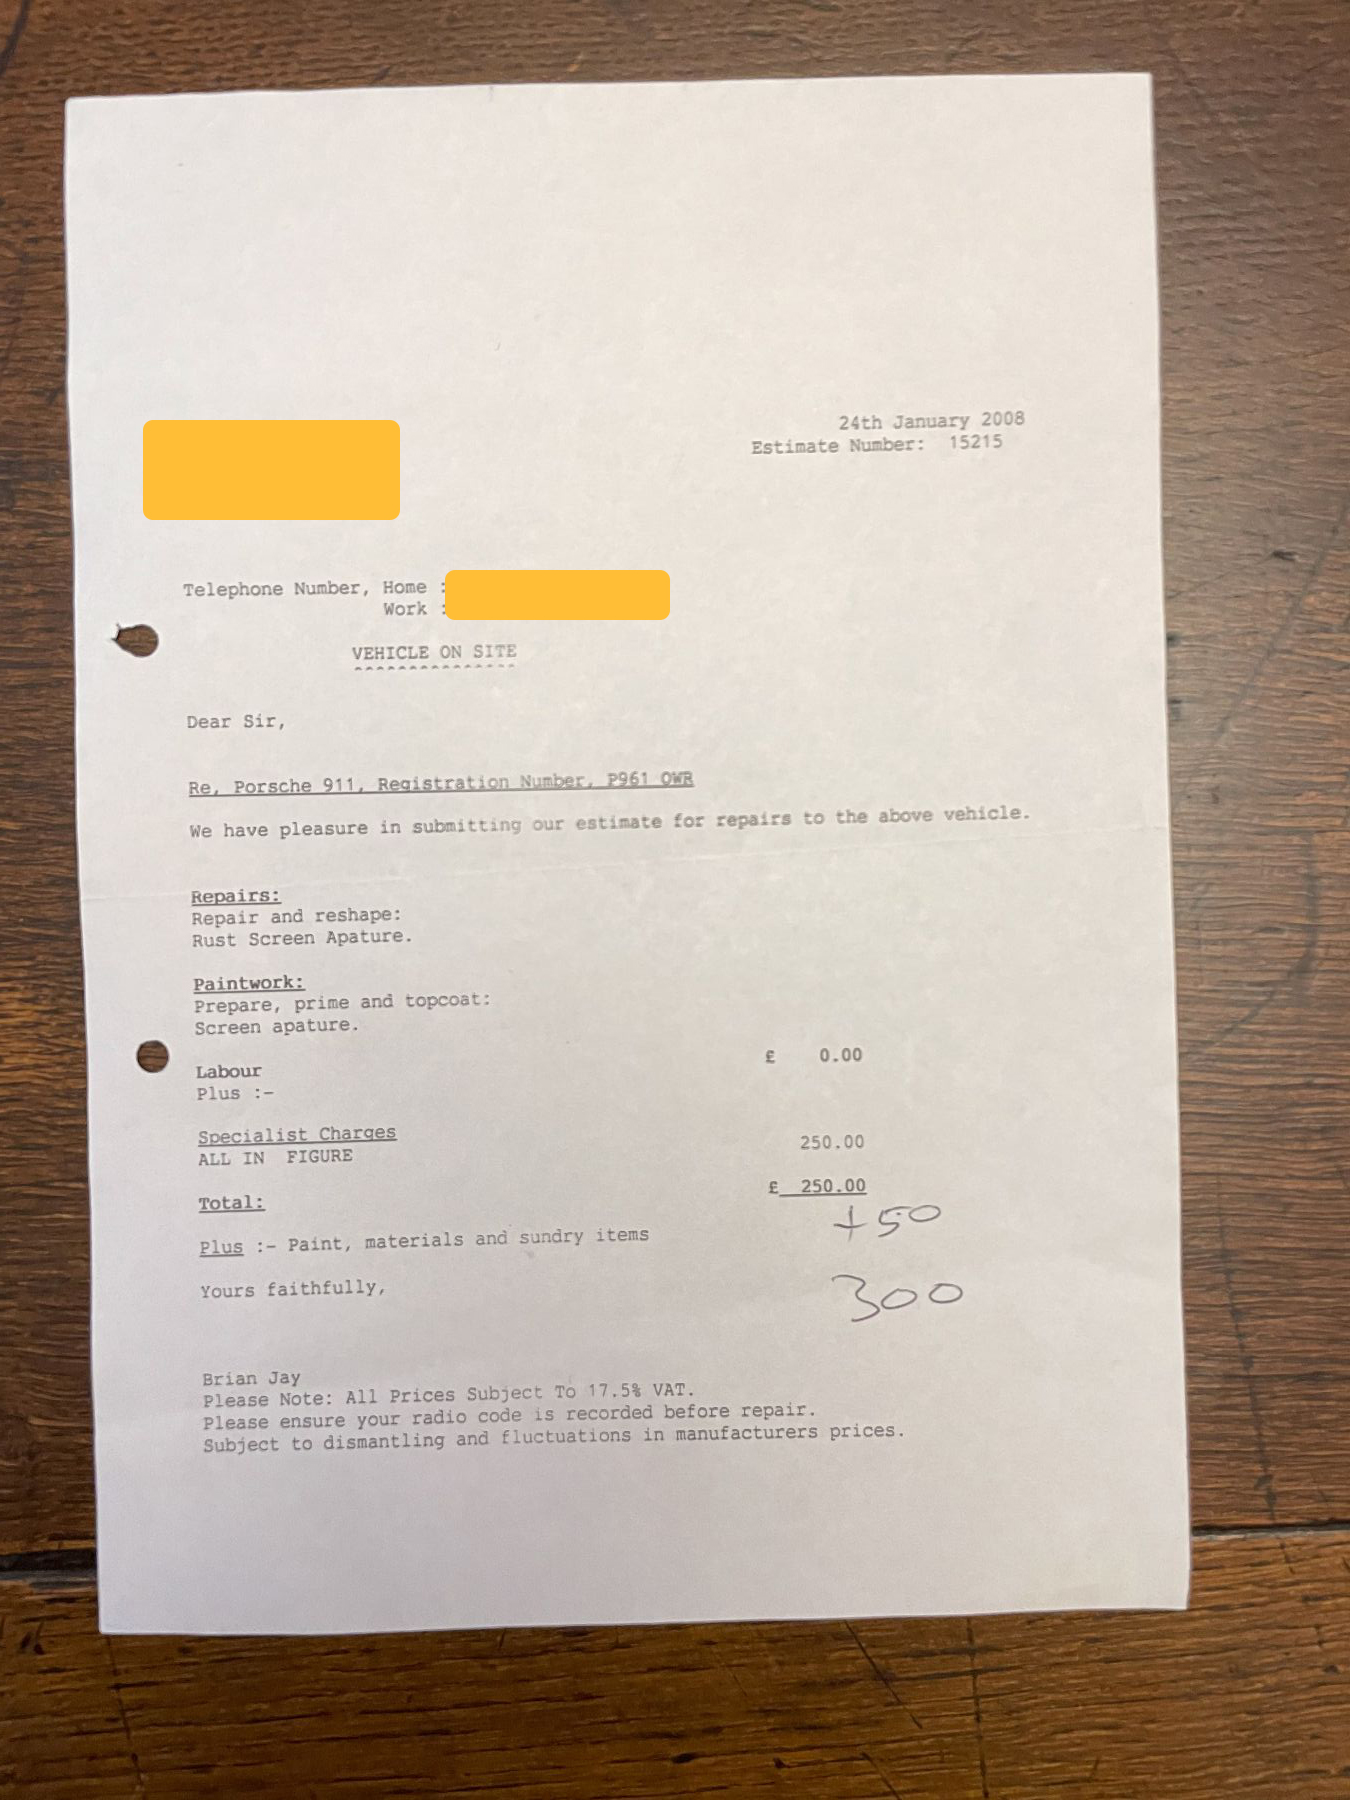 24th January 2008
Estimate Number: 15215
Telephone Number, Home :
Work :
VEHICLE ON SITE
Dear Sir,
Re, Porsche 911, Registration Number, P961 OWR
We have pleasure in submitting our estimate for repairs to the above vehicle.
Repairs:
Repair and reshape:
Rust Screen Apature.
Paintwork:
Prepare, prime and topcoat:
Screen apature.
£ 0.00
Labour
Plus :-
Specialist Charges
ALL IN FIGURE 250.00
Total: £ 250.00
+50
Plus :- Paint, materials and sundry items
300
Yours faithfully,
Brian Jay
Please Note: All Prices Subject To 17.5% VAT.
Please ensure your radio code is recorded before repair.
Subject to dismantling and fluctuations in manufacturers prices.